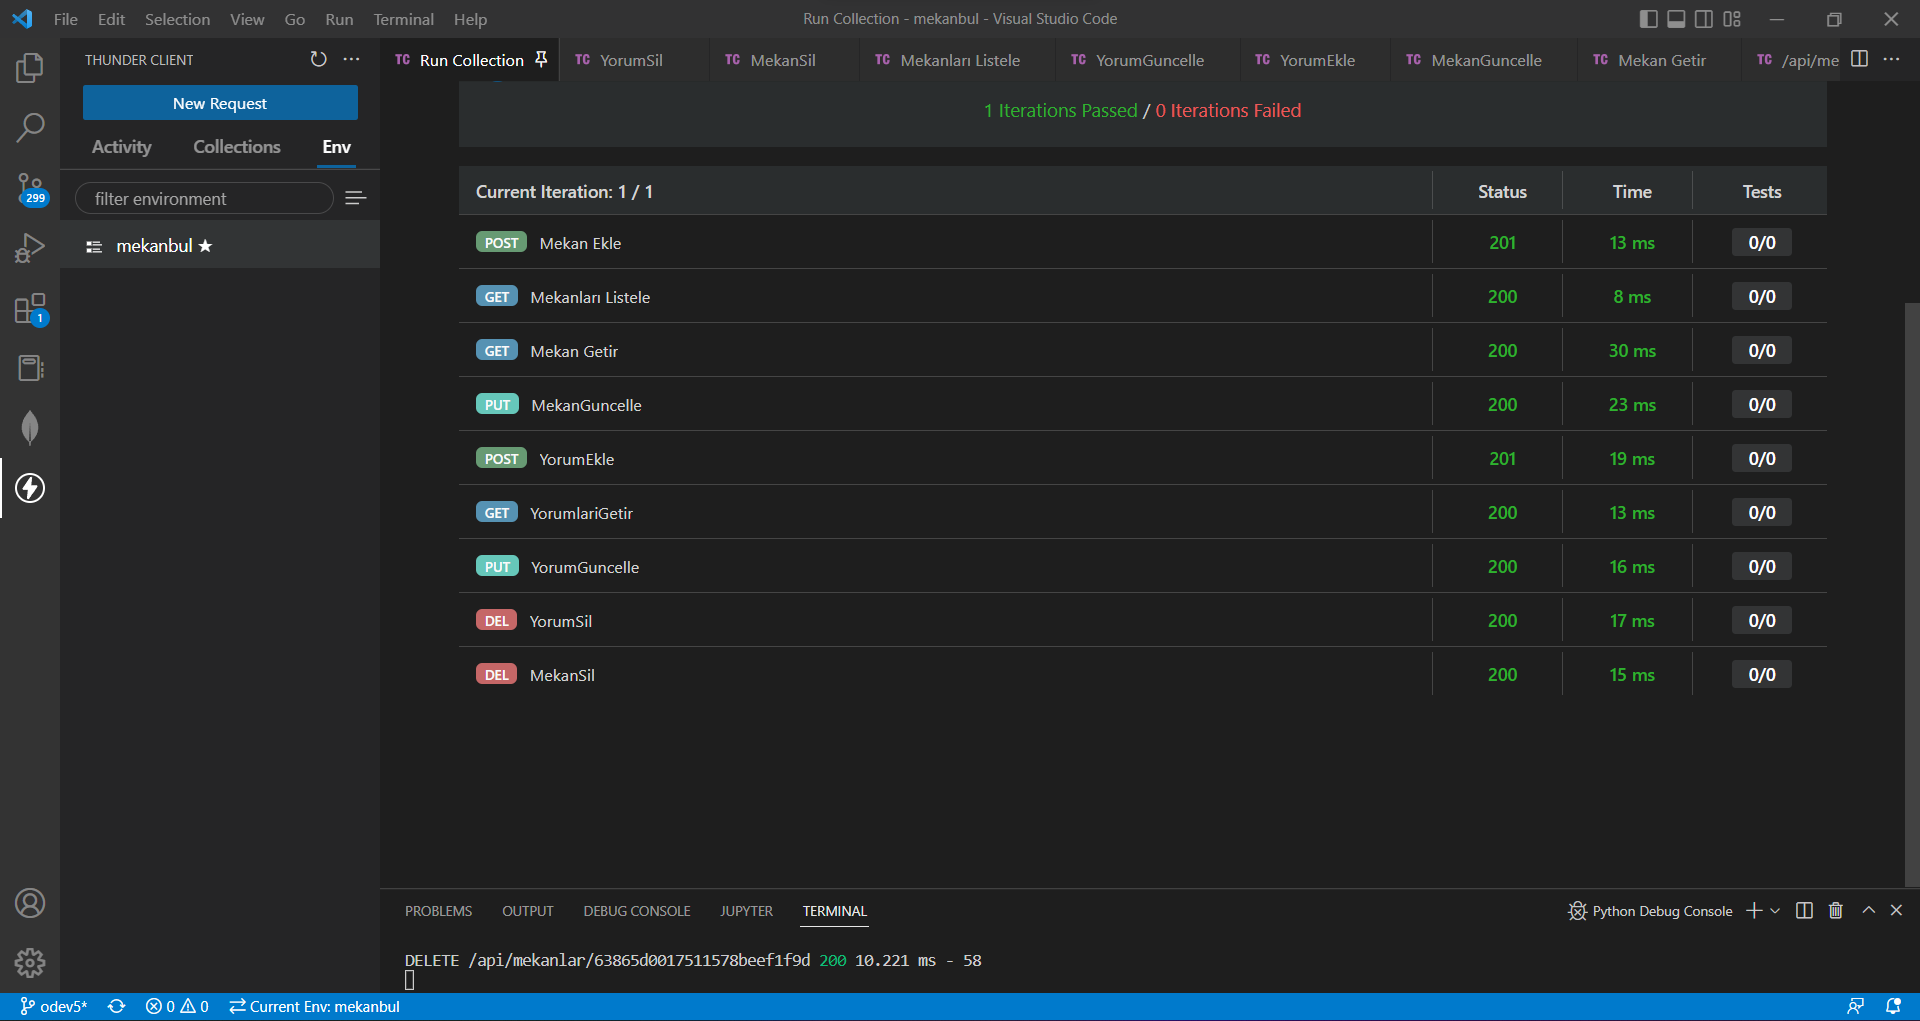 File Edit Selection View Go Run Terminal Help
Run Collection - mekanbul - Visual Studio Code
THUNDER CLIENT
New Request
Activity Collections Env
filter environment
mekanbul ★
299
1
TC Run Collection TC YorumSil TC MekanSil TC Mekanları Listele TC YorumGuncelle TC YorumEkle TC MekanGuncelle TC Mekan Getir TC /api/me
1 Iterations Passed / 0 Iterations Failed
Current Iteration: 1 / 1 Status Time Tests
POST Mekan Ekle 201 13 ms 0/0
GET Mekanları Listele 200 8 ms 0/0
GET Mekan Getir 200 30 ms 0/0
PUT MekanGuncelle 200 23 ms 0/0
POST YorumEkle 201 19 ms 0/0
GET YorumlariGetir 200 13 ms 0/0
PUT YorumGuncelle 200 16 ms 0/0
DEL YorumSil 200 17 ms 0/0
DEL MekanSil 200 15 ms 0/0
PROBLEMS OUTPUT DEBUG CONSOLE JUPYTER TERMINAL
Python Debug Console
DELETE /api/mekanlar/63865d0017511578beef1f9d 200 10.221 ms - 58
odev5* 0 0 Current Env: mekanbul